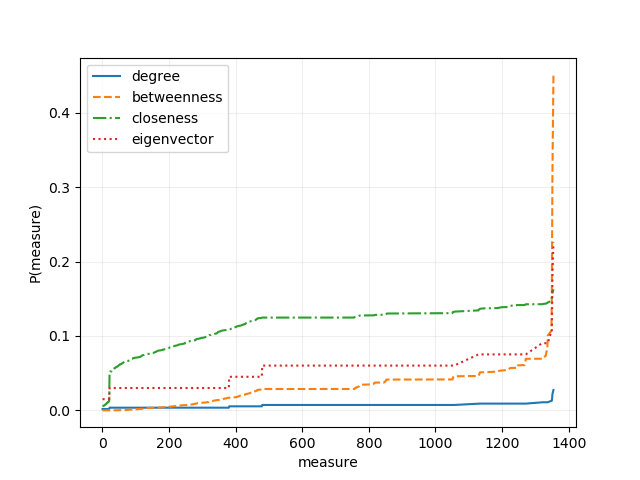 degree
betweenness
closeness
eigenvector
P(measure)
0.4
0.3
0.2
0.1
0.0
0 200 400 600 800 1000 1200 1400
measure